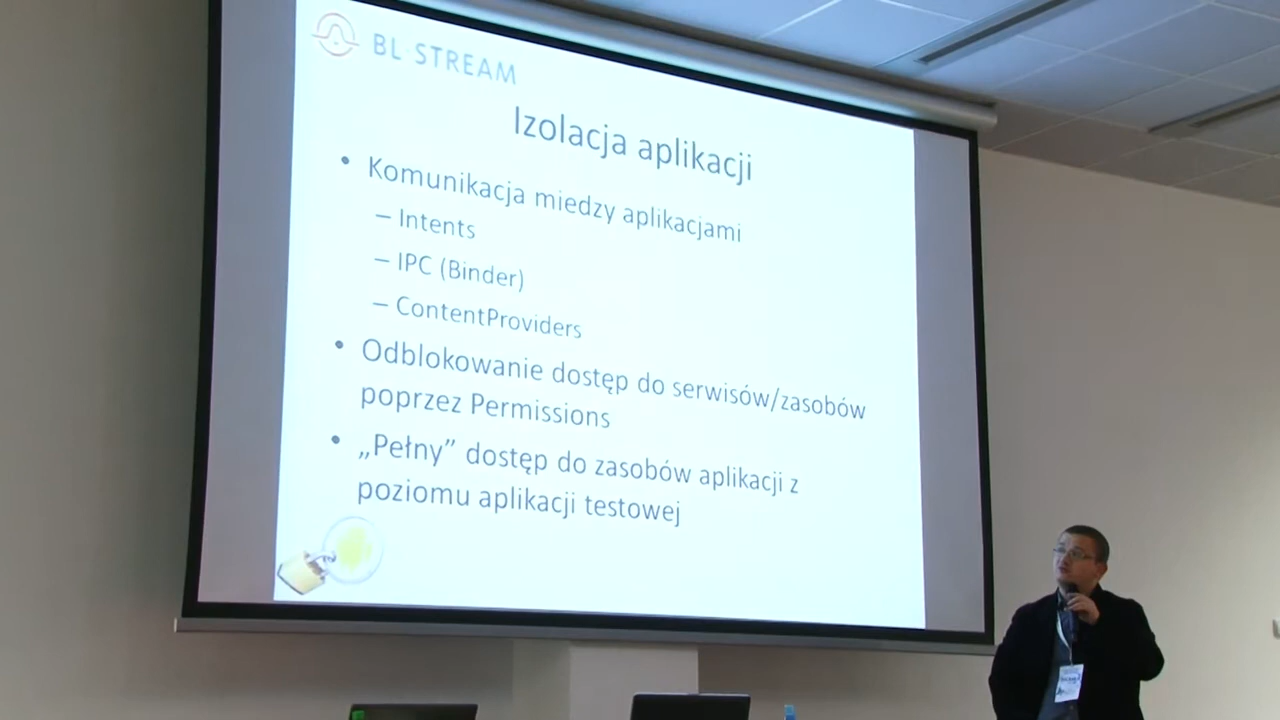 BL STREAM
Izolacja aplikacji
• Komunikacja miedzy aplikacjami
– Intents
– IPC (Binder)
– ContentProviders
• Odblokowanie dostęp do serwisów/zasobów
poprzez Permissions
• „Pełny” dostęp do zasobów aplikacji z
poziomu aplikacji testowej